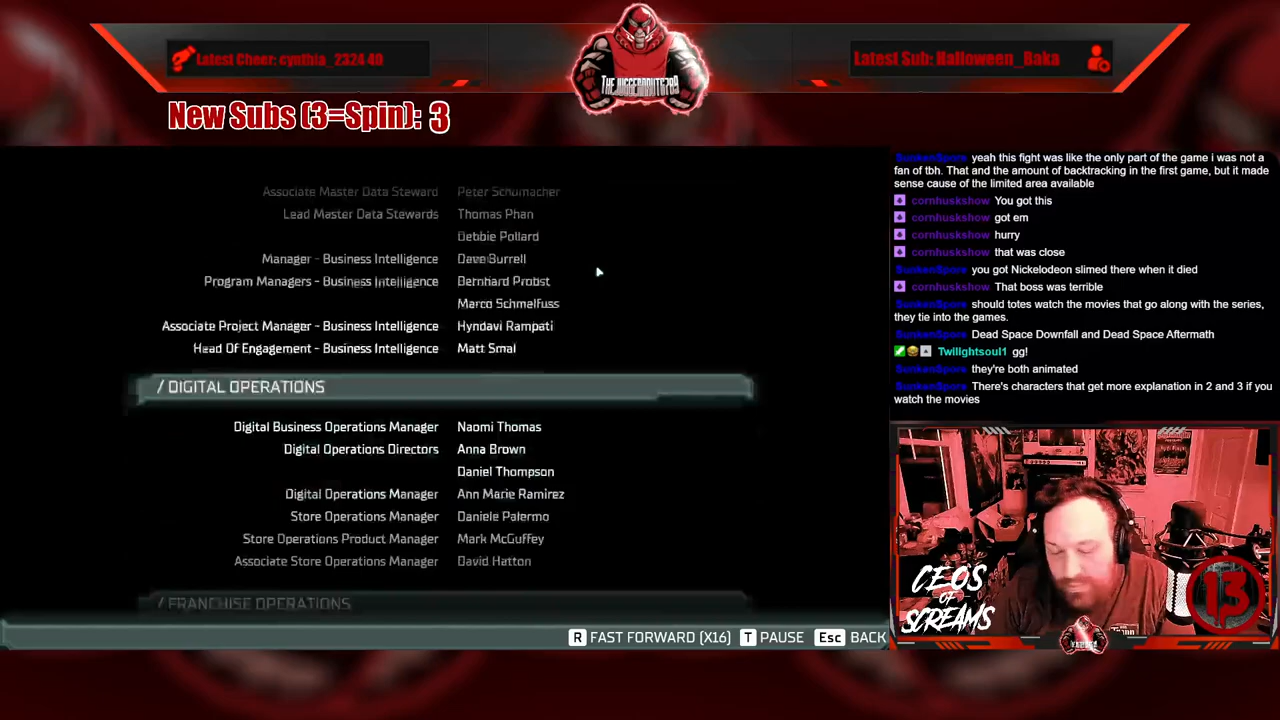 Latest Cheer: cynthia_2324 40
THEJUGGERNAUT6789
Latest Sub: Halloween_Baka
New Subs (3=Spin): 3
Associate Master Data Steward Peter Schumacher
Lead Master Data Stewards Thomas Phan
Debbie Pollard
Manager - Business Intelligence Dave Burrell
Program Managers - Business Intelligence Bernhard Probst
Marco Schmelfuss
Associate Project Manager - Business Intelligence Hyndavi Rampati
Head Of Engagement - Business Intelligence Matt Smal
/ DIGITAL OPERATIONS
Digital Business Operations Manager Naomi Thomas
Digital Operations Directors Anna Brown
Daniel Thompson
Digital Operations Manager Ann Marie Ramirez
Store Operations Manager Daniele Palermo
Store Operations Product Manager Mark McGuffey
Associate Store Operations Manager David Hatton
/ FRANCHISE OPERATIONS
R FAST FORWARD [X16] T PAUSE Esc BACK
SunkenSpore yeah this fight was like the only part of the game i was not a
fan of tbh. That and the amount of backtracking in the first game, but it made
sense cause of the limited area available
cornhuskshow You got this
cornhuskshow got em
cornhuskshow hurry
cornhuskshow that was close
SunkenSpore you got Nickelodeon slimed there when it died
cornhuskshow That boss was terrible
SunkenSpore should totes watch the movies that go along with the series,
they tie into the games.
SunkenSpore Dead Space Downfall and Dead Space Aftermath
Twilightsoul1 gg!
SunkenSpore they're both animated
SunkenSpore There's characters that get more explanation in 2 and 3 if you
watch the movies
CEOS
OF
SCREAMS
13